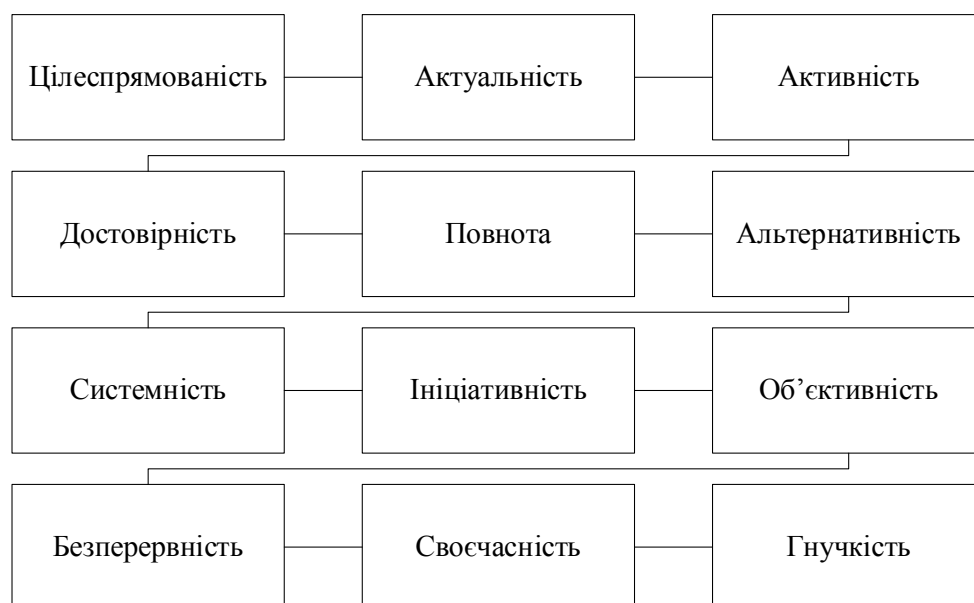 Цілеспрямованість
Актуальність
Активність
Достовірність
Повнота
Альтернативність
Системність
Ініціативність
Об’єктивність
Безперервність
Своєчасність
Гнучкість